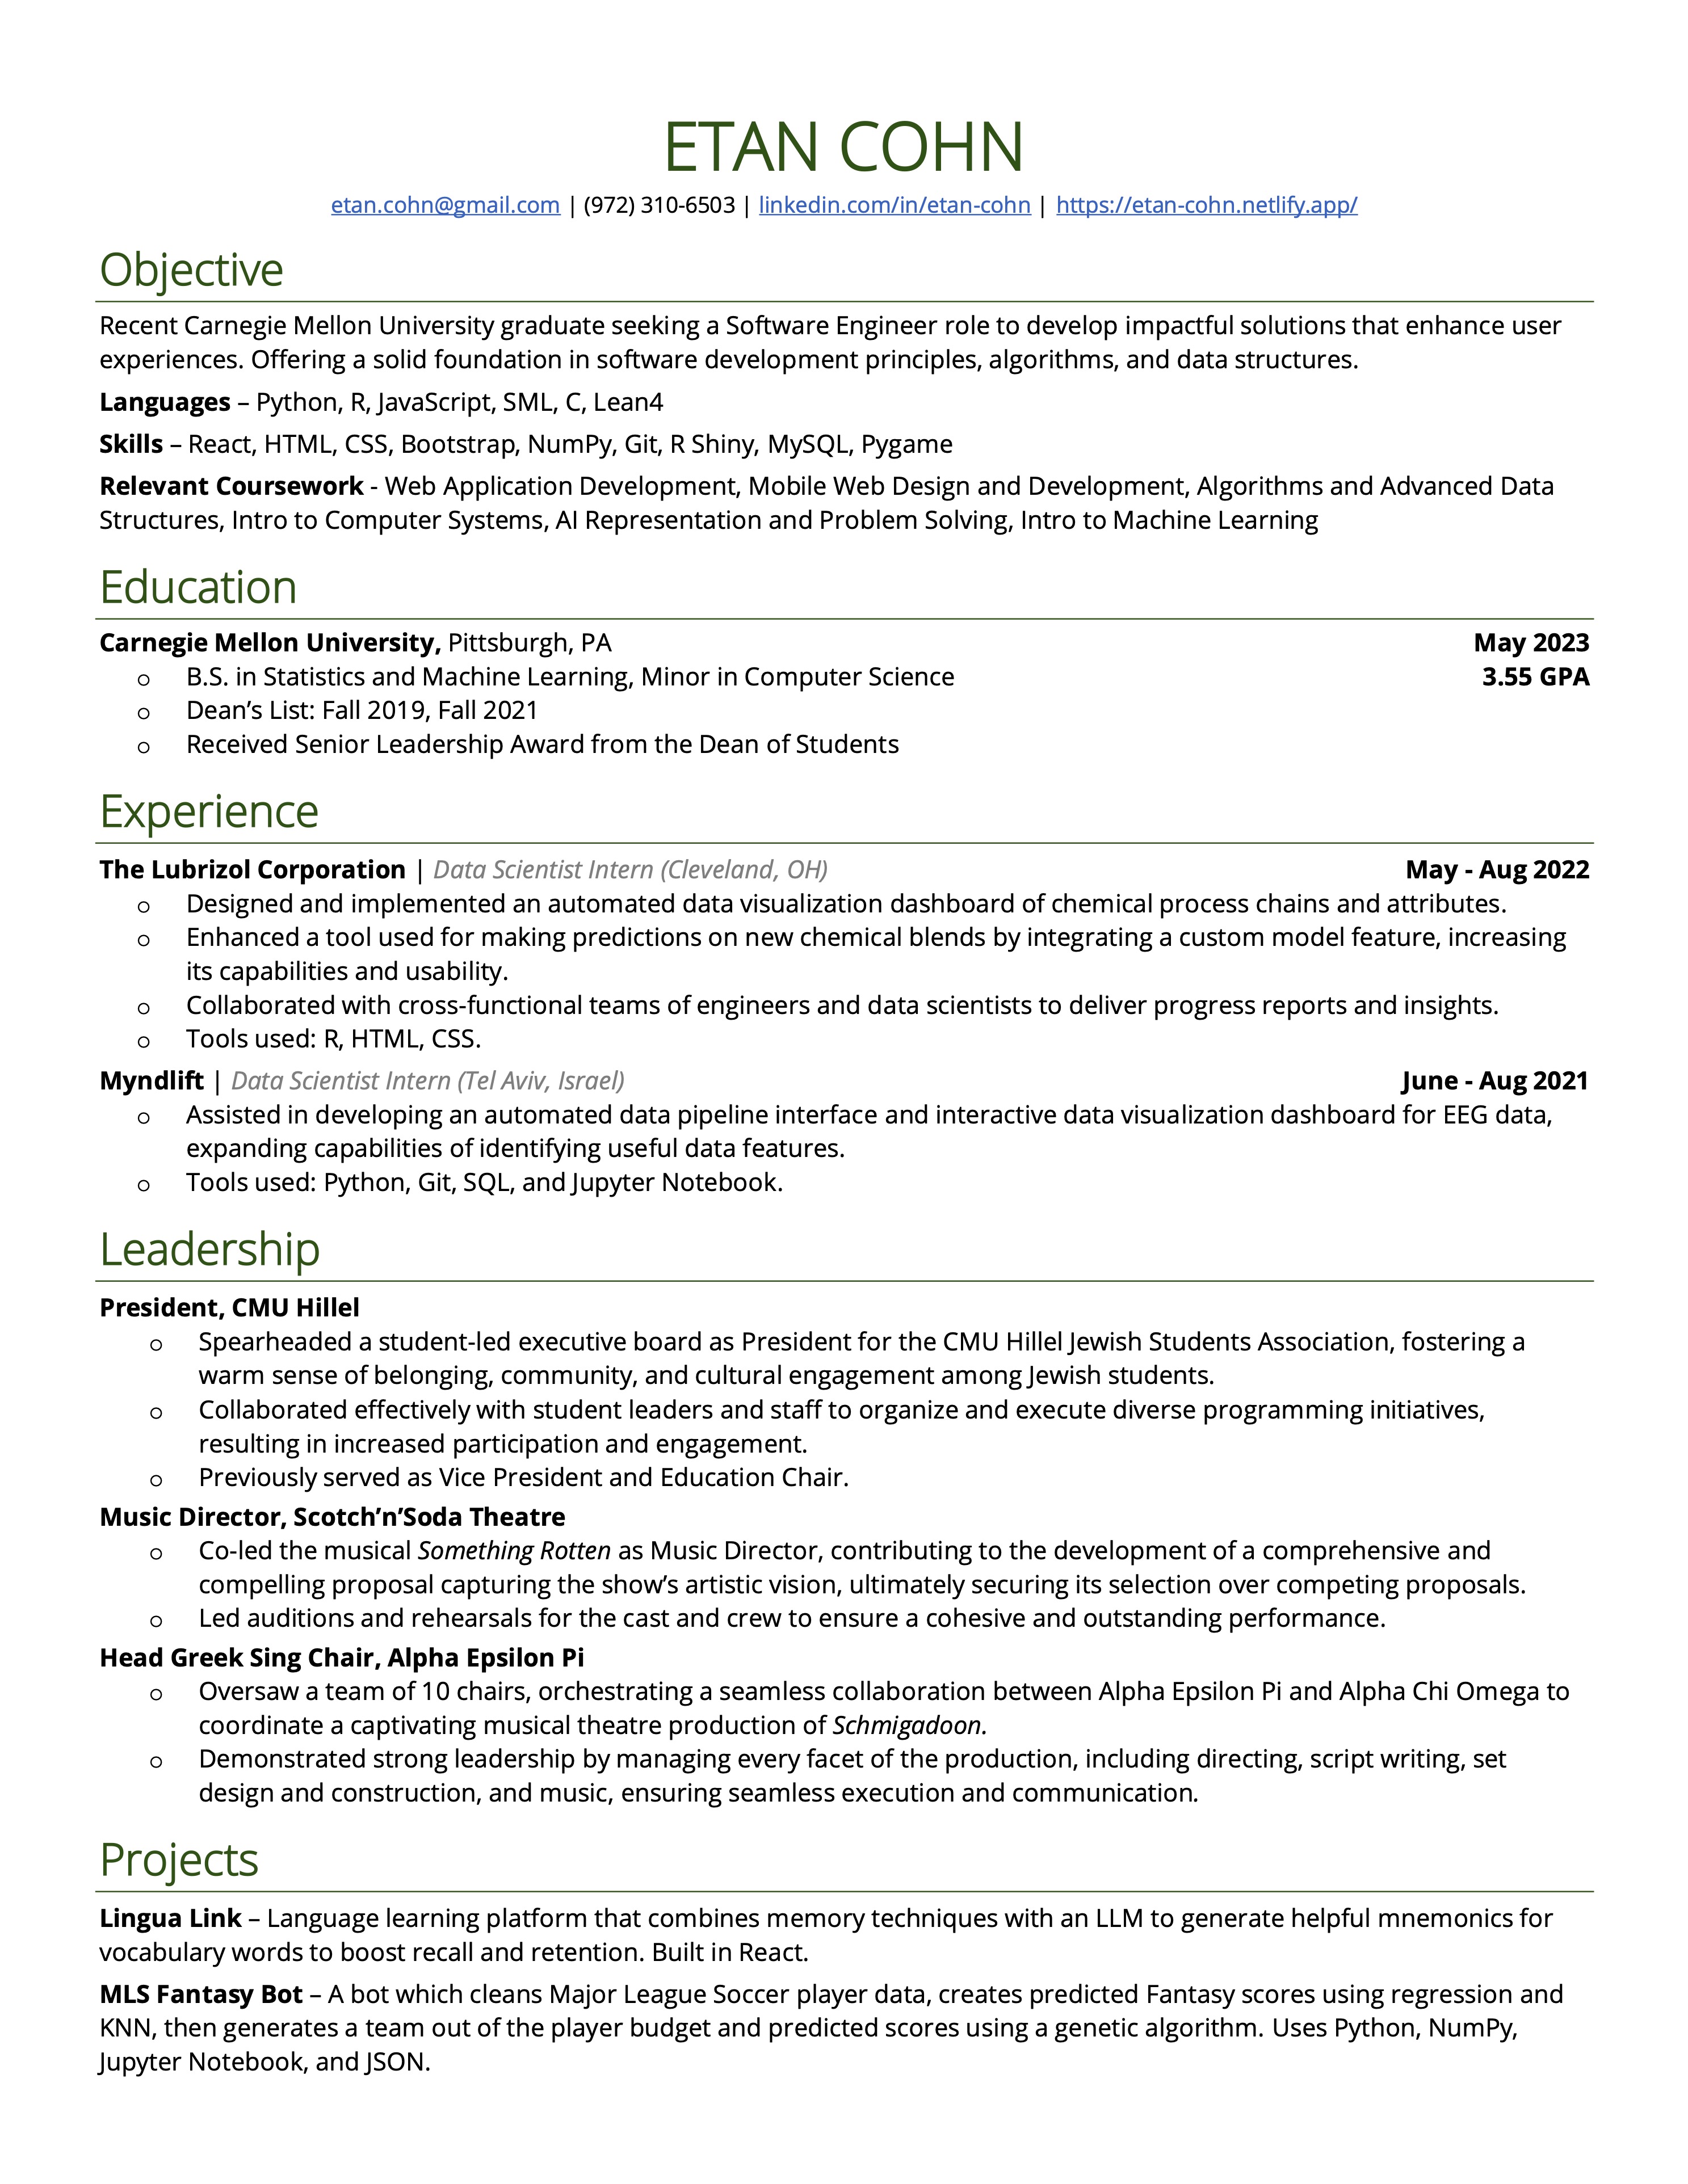 ETAN COHN
etan.cohn@gmail.com | (972) 310-6503 | linkedin.com/in/etan-cohn | https://etan-cohn.netlify.app/
Objective
Recent Carnegie Mellon University graduate seeking a Software Engineer role to develop impactful solutions that enhance user
experiences. Offering a solid foundation in software development principles, algorithms, and data structures.
Languages – Python, R, JavaScript, SML, C, Lean4
Skills – React, HTML, CSS, Bootstrap, NumPy, Git, R Shiny, MySQL, Pygame
Relevant Coursework - Web Application Development, Mobile Web Design and Development, Algorithms and Advanced Data
Structures, Intro to Computer Systems, AI Representation and Problem Solving, Intro to Machine Learning
Education
Carnegie Mellon University, Pittsburgh, PA May 2023
o B.S. in Statistics and Machine Learning, Minor in Computer Science 3.55 GPA
o Dean’s List: Fall 2019, Fall 2021
o Received Senior Leadership Award from the Dean of Students
Experience
The Lubrizol Corporation | Data Scientist Intern (Cleveland, OH) May - Aug 2022
o Designed and implemented an automated data visualization dashboard of chemical process chains and attributes.
o Enhanced a tool used for making predictions on new chemical blends by integrating a custom model feature, increasing
its capabilities and usability.
o Collaborated with cross-functional teams of engineers and data scientists to deliver progress reports and insights.
o Tools used: R, HTML, CSS.
Myndlift | Data Scientist Intern (Tel Aviv, Israel) June - Aug 2021
o Assisted in developing an automated data pipeline interface and interactive data visualization dashboard for EEG data,
expanding capabilities of identifying useful data features.
o Tools used: Python, Git, SQL, and Jupyter Notebook.
Leadership
President, CMU Hillel
o Spearheaded a student-led executive board as President for the CMU Hillel Jewish Students Association, fostering a
warm sense of belonging, community, and cultural engagement among Jewish students.
o Collaborated effectively with student leaders and staff to organize and execute diverse programming initiatives,
resulting in increased participation and engagement.
o Previously served as Vice President and Education Chair.
Music Director, Scotch’n’Soda Theatre
o Co-led the musical Something Rotten as Music Director, contributing to the development of a comprehensive and
compelling proposal capturing the show’s artistic vision, ultimately securing its selection over competing proposals.
o Led auditions and rehearsals for the cast and crew to ensure a cohesive and outstanding performance.
Head Greek Sing Chair, Alpha Epsilon Pi
o Oversaw a team of 10 chairs, orchestrating a seamless collaboration between Alpha Epsilon Pi and Alpha Chi Omega to
coordinate a captivating musical theatre production of Schmigadoon.
o Demonstrated strong leadership by managing every facet of the production, including directing, script writing, set
design and construction, and music, ensuring seamless execution and communication.
Projects
Lingua Link – Language learning platform that combines memory techniques with an LLM to generate helpful mnemonics for
vocabulary words to boost recall and retention. Built in React.
MLS Fantasy Bot – A bot which cleans Major League Soccer player data, creates predicted Fantasy scores using regression and
KNN, then generates a team out of the player budget and predicted scores using a genetic algorithm. Uses Python, NumPy,
Jupyter Notebook, and JSON.